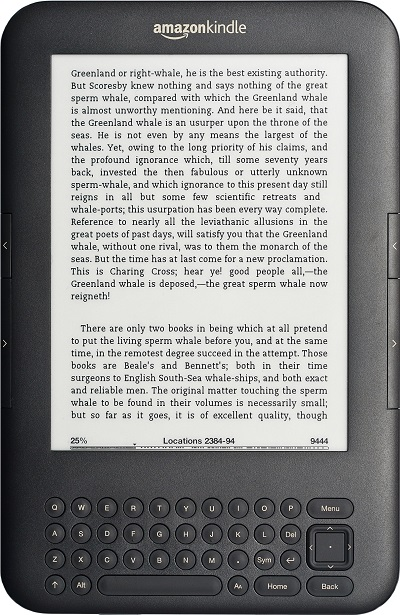 amazonkindle
Greenland or right-whale, he is the best existing authority.
But Scoresby knew nothing and says nothing of the great
sperm whale, compared with which the Greenland whale
is almost unworthy mentioning. And here be it said, that
the Greenland whale is an usurper upon the throne of the
seas. He is not even by any means the largest of the
whales. Yet, owing to the long priority of his claims, and
the profound ignorance which, till some seventy years
back, invested the then fabulous or utterly unknown
sperm-whale, and which ignorance to this present day still
reigns in all but some few scientific retreats and
whale-ports; this usurpation has been every way complete.
Reference to nearly all the leviathanic allusions in the
great poets of past days, will satisfy you that the Greenland
whale, without one rival, was to them the monarch of the
seas. But the time has at last come for a new proclamation.
This is Charing Cross; hear ye! good people all,—the
Greenland whale is deposed,—the great sperm whale now
reigneth!
There are only two books in being which at all pretend
to put the living sperm whale before you, and at the same
time, in the remotest degree succeed in the attempt. Those
books are Beale's and Bennett's; both in their time
surgeons to English South-Sea whale-ships, and both exact
and reliable men. The original matter touching the sperm
whale to be found in their volumes is necessarily small;
but so far as it goes, it is of excellent quality, though
25% Locations 2384-94 9444
Q W E R T Y U I O P Menu
A S D F G H J K L Del
Z X C V B N M . Sym
Alt AA Home Back